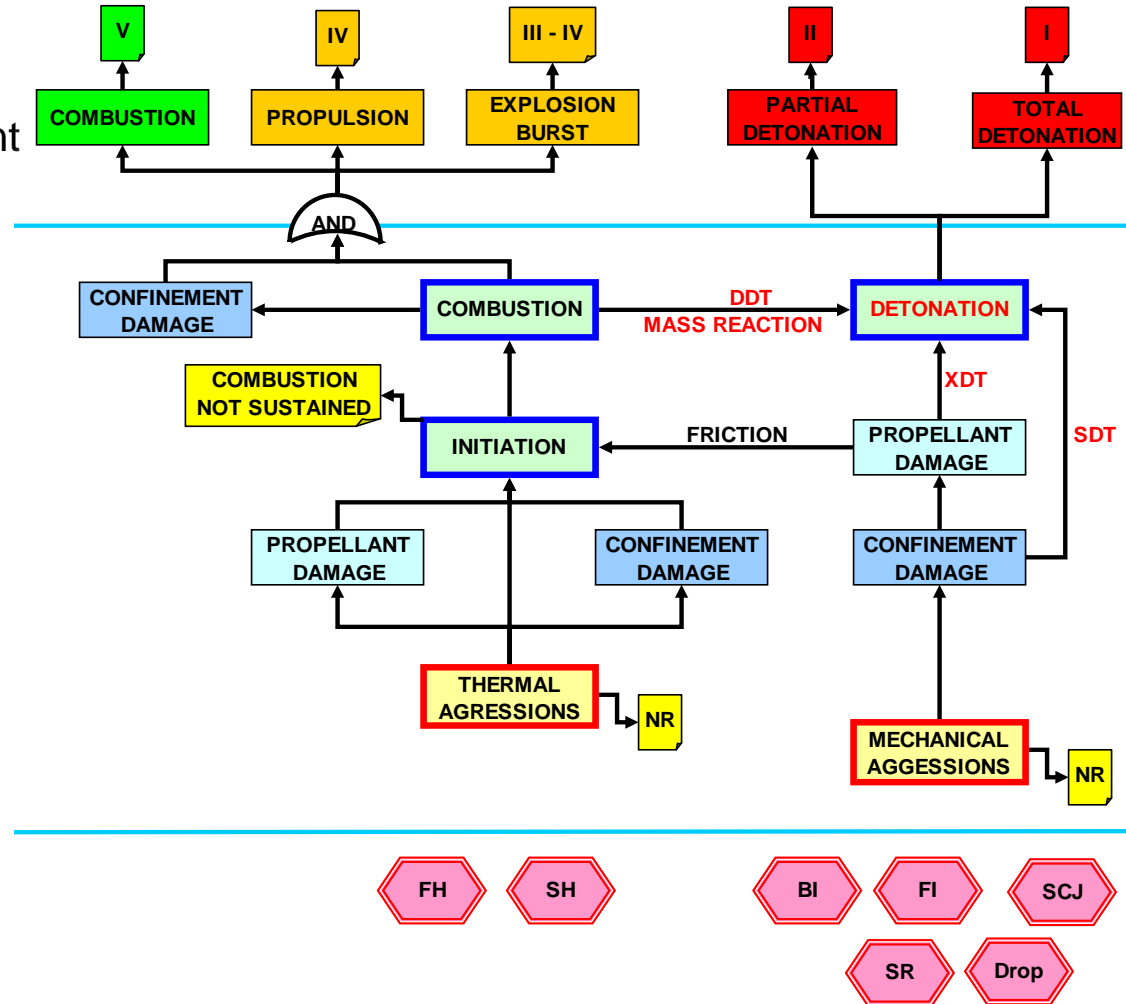 V
IV
III - IV
II
I
COMBUSTION
PROPULSION
EXPLOSION
BURST
PARTIAL
DETONATION
TOTAL
DETONATION
nt
AND
CONFINEMENT
DAMAGE
COMBUSTION
DDT
MASS REACTION
DETONATION
COMBUSTION
NOT SUSTAINED
XDT
INITIATION
FRICTION
PROPELLANT
DAMAGE
SDT
PROPELLANT
DAMAGE
CONFINEMENT
DAMAGE
CONFINEMENT
DAMAGE
THERMAL
AGRESSIONS
NR
MECHANICAL
AGGESSIONS
NR
FH
SH
BI
FI
SCJ
SR
Drop